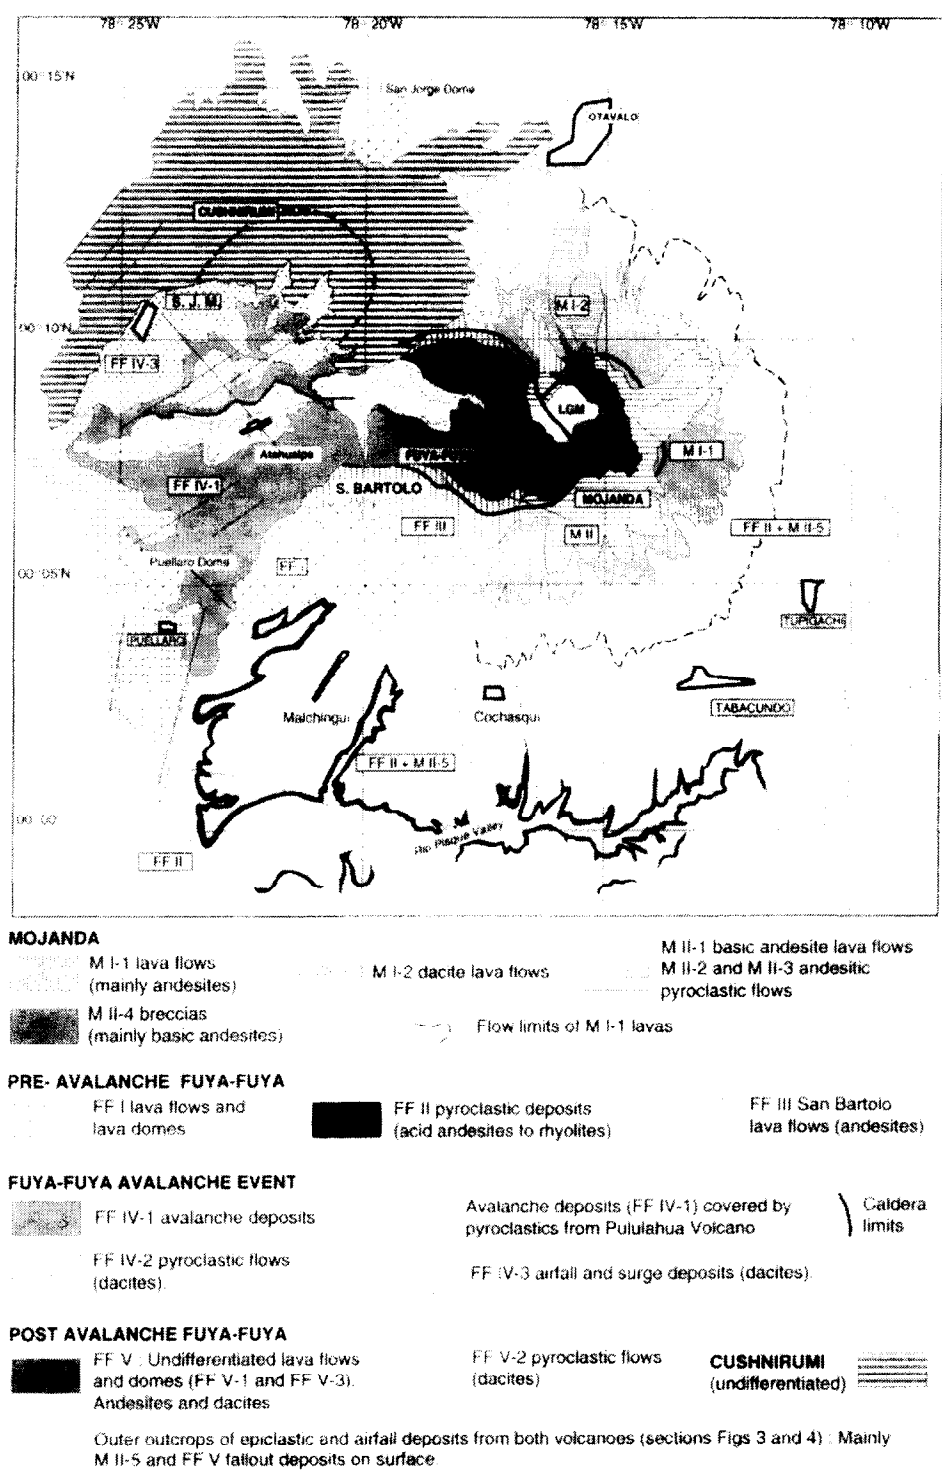 78° 25'W 78° 20'W 78° 15'W 78° 10'W
00° 15'N
San Jorge Dome
OTAVALO
CUSHNIRUMI
S. J. M.
M I-2
00° 10'N
FF IV-3
LGM
Atahualpa
FUYA-FUYA
M I-1
FF IV-1
S. BARTOLO
MOJANDA
FF III
M II
FF II + M II-5
Puellaro Dome
FF I
00° 05'N
TUPIGACHI
PUELLARO
Malchingui
Cochasqui
TABACUNDO
FF II + M II-5
00° 00'
Rio Pisque Valley
FF II
MOJANDA
M I-1 lava flows
(mainly andesites)
M I-2 dacite lava flows
M II-1 basic andesite lava flows
M II-2 and M II-3 andesitic
pyroclastic flows
M II-4 breccias
(mainly basic andesites)
Flow limits of M I-1 lavas
PRE- AVALANCHE FUYA-FUYA
FF I lava flows and
lava domes
FF II pyroclastic deposits
(acid andesites to rhyolites)
FF III San Bartolo
lava flows (andesites)
FUYA-FUYA AVALANCHE EVENT
FF IV-1 avalanche deposits
Avalanche deposits (FF IV-1) covered by
pyroclastics from Pululahua Volcano
Caldera
limits
FF IV-2 pyroclastic flows
(dacites).
FF IV-3 airfall and surge deposits (dacites).
POST AVALANCHE FUYA-FUYA
FF V : Undifferentiated lava flows
and domes (FF V-1 and FF V-3).
Andesites and dacites
FF V-2 pyroclastic flows
(dacites)
CUSHNIRUMI
(undifferentiated)
Outer outcrops of epiclastic and airfall deposits from both volcanoes (sections Figs 3 and 4) : Mainly
M II-5 and FF V fallout deposits on surface